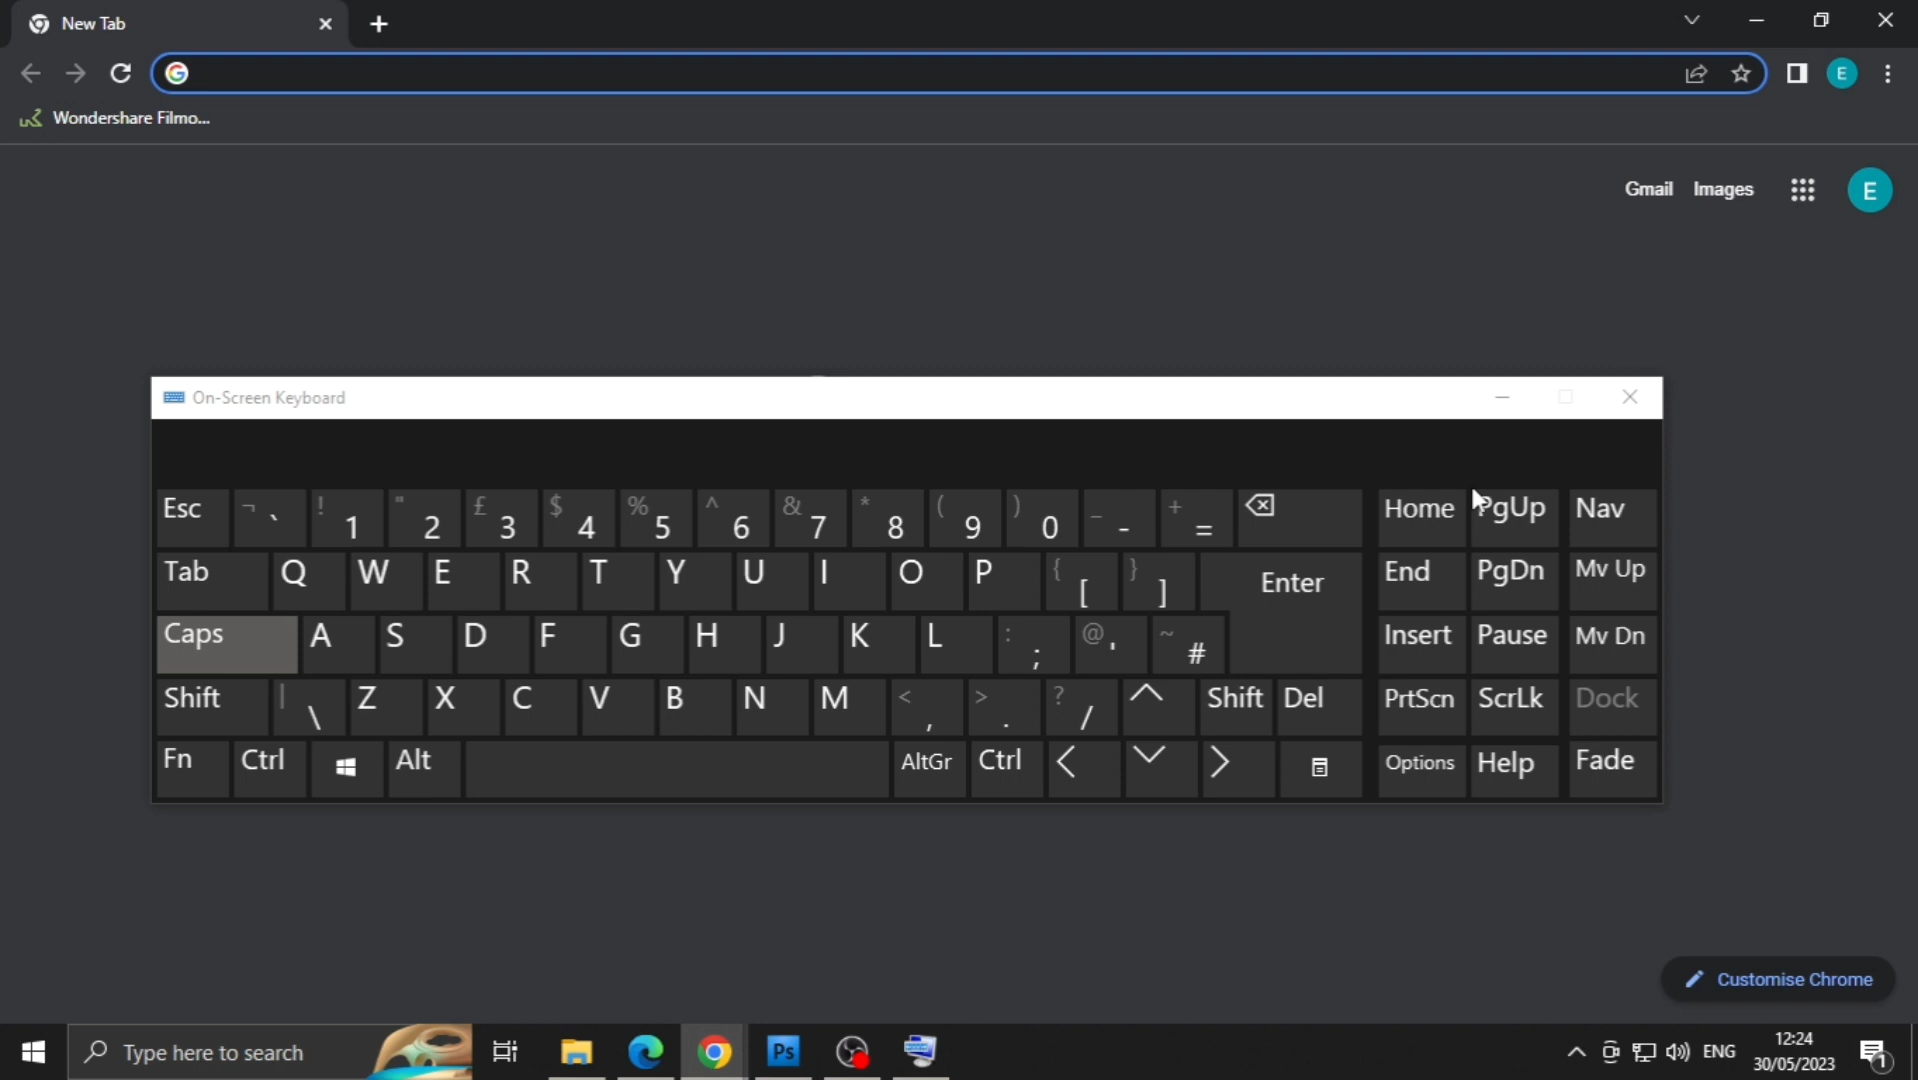 New Tab
Wondershare Filmo...
Gmail Images E
On-Screen Keyboard
Esc ¬ ` ! 1 " 2 £ 3 $ 4 % 5 ^ 6 & 7 * 8 ( 9 ) 0 _ - + = Home PgUp Nav
Tab Q W E R T Y U I O P { [ } ] Enter End PgDn Mv Up
Caps A S D F G H J K L : ; @ ' ~ # Insert Pause Mv Dn
Shift | \ Z X C V B N M < , > . ? / Shift Del PrtScn ScrLk Dock
Fn Ctrl Alt AltGr Ctrl Options Help Fade
Customise Chrome
Type here to search Ps ENG 12:24
30/05/2023 1